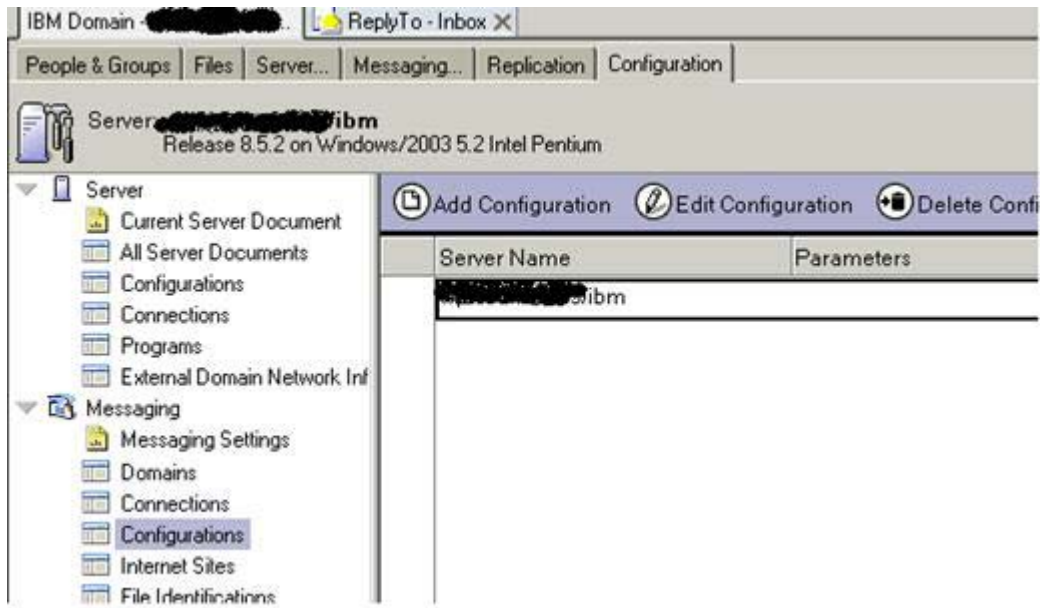 IBM Domain - .. ReplyTo - Inbox
People & Groups Files Server... Messaging... Replication Configuration
Server: /ibm
Release 8.5.2 on Windows/2003 5.2 Intel Pentium
Server
Current Server Document
All Server Documents
Configurations
Connections
Programs
External Domain Network Inf
Messaging
Messaging Settings
Domains
Connections
Configurations
Internet Sites
File Identifications
Add Configuration Edit Configuration Delete Confi
Server Name Parameters
/ibm